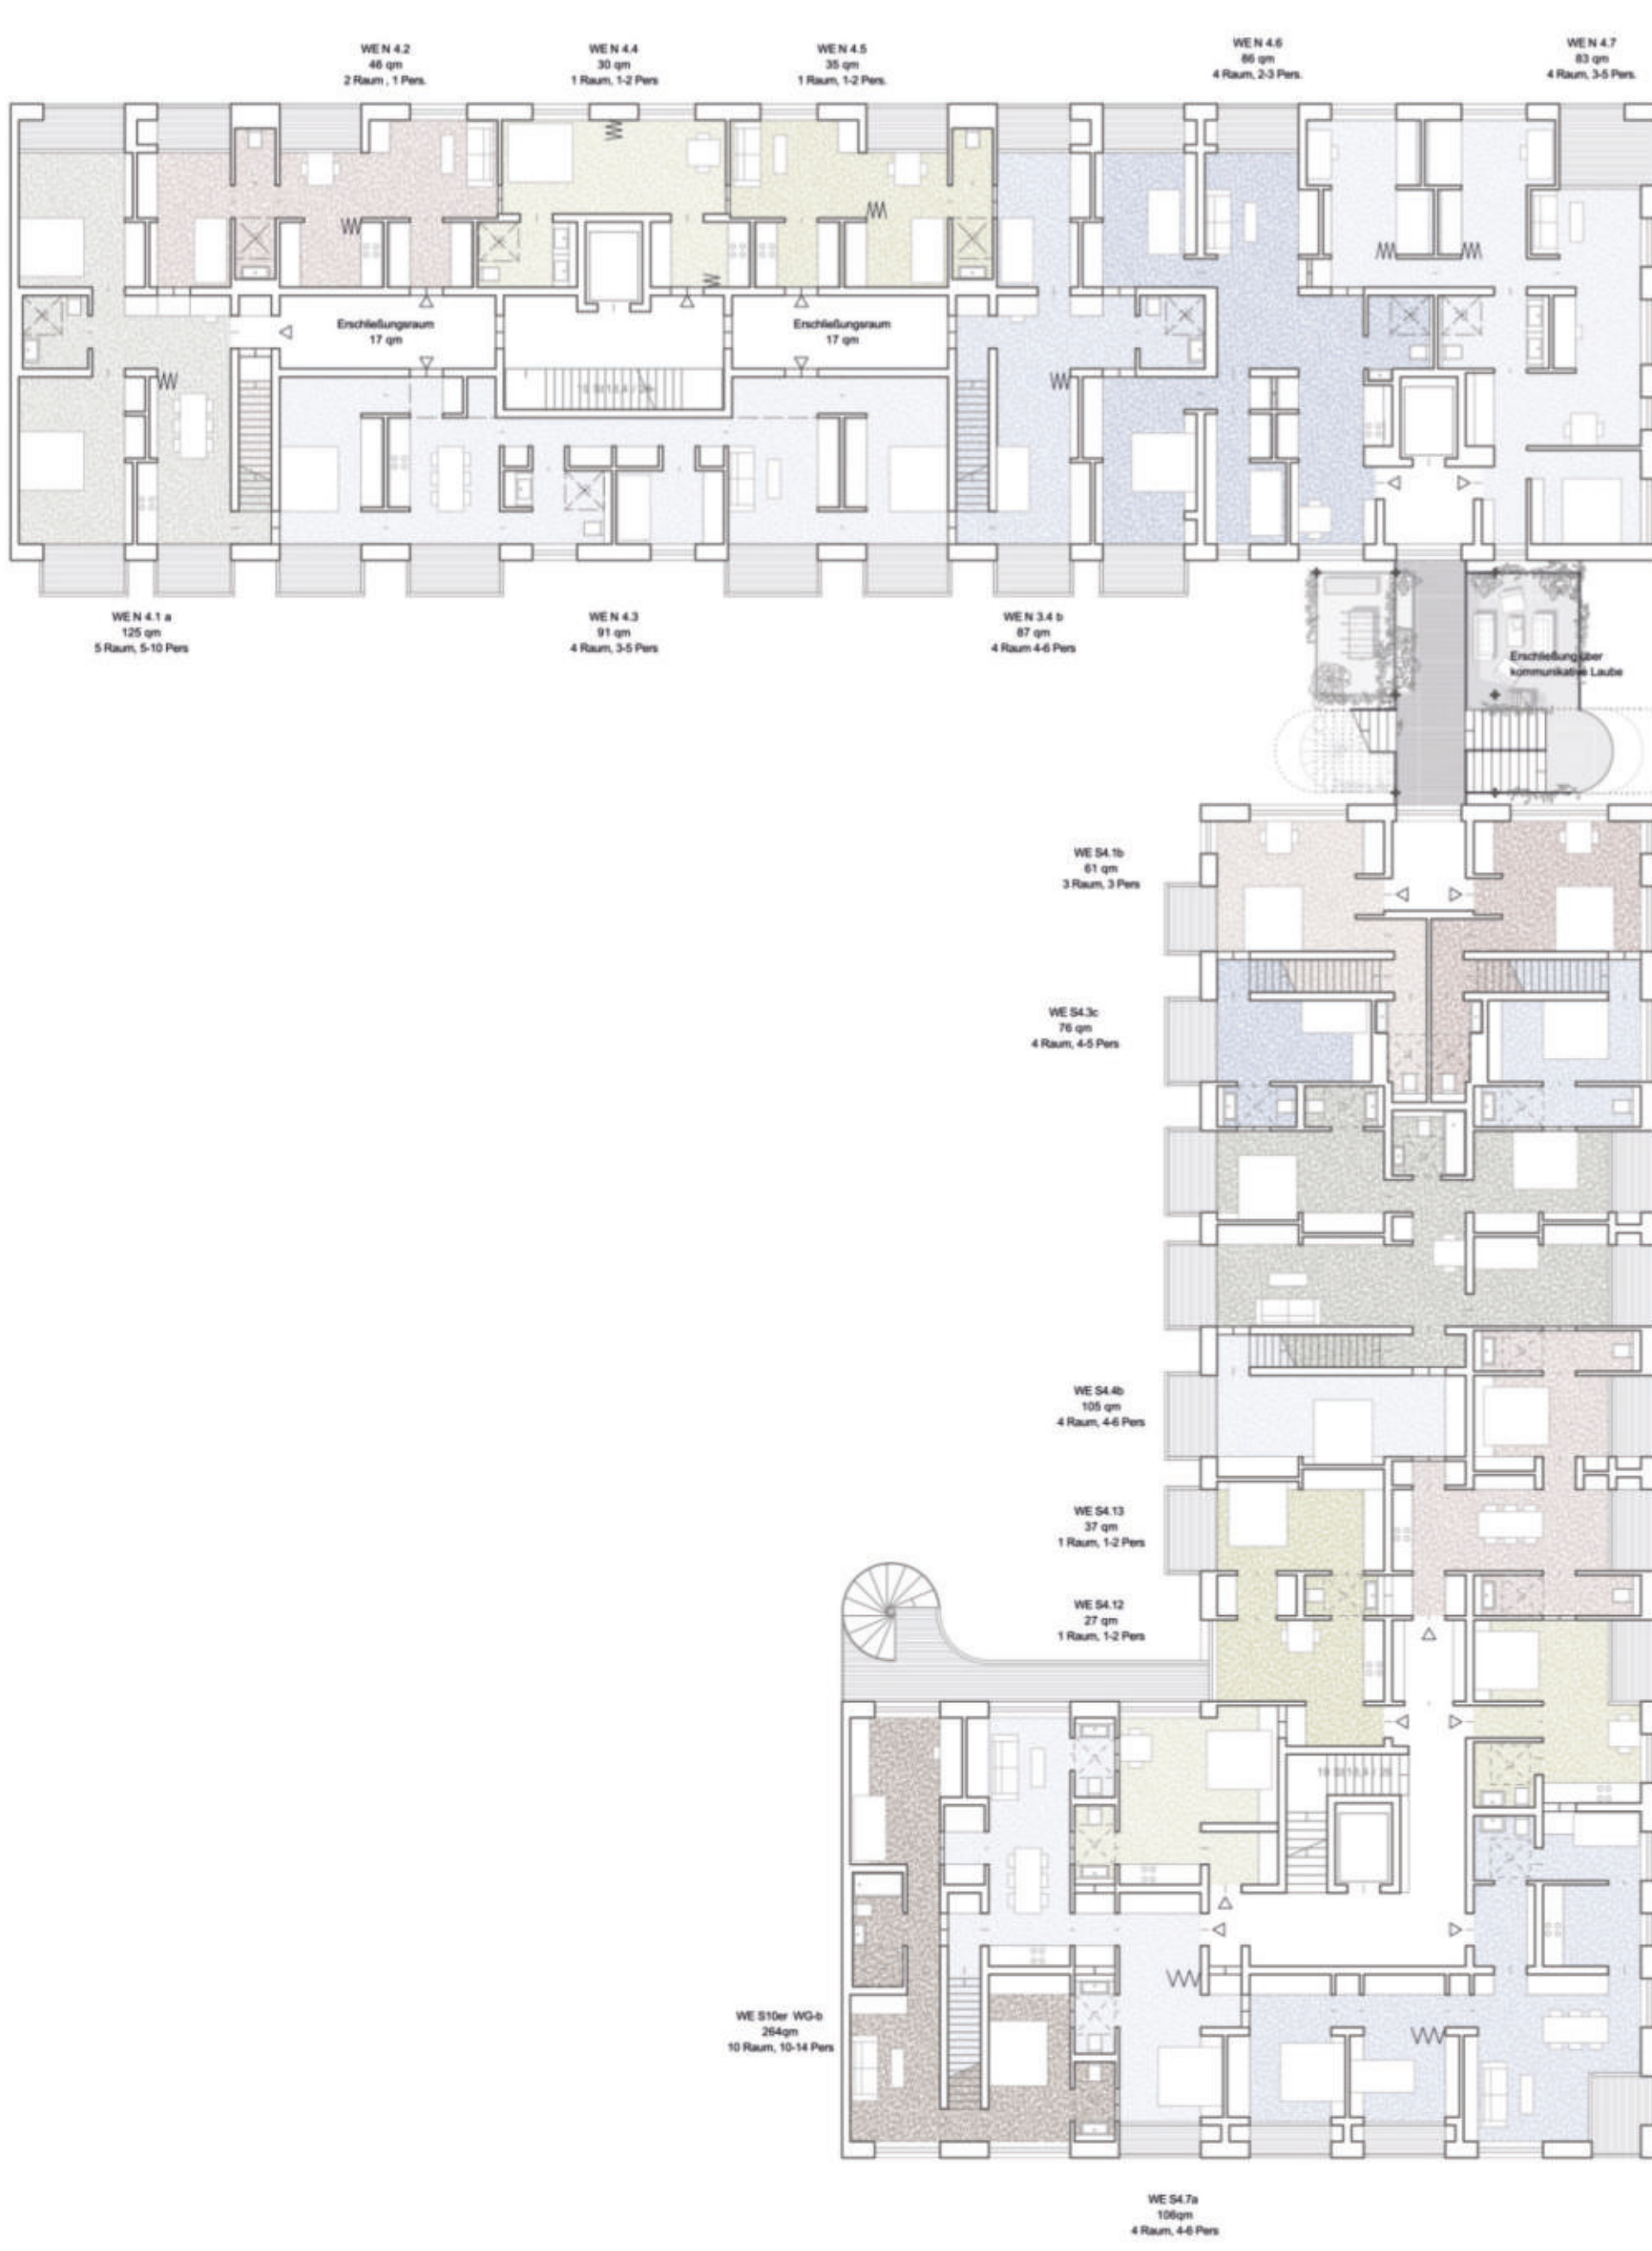 WE N 4.2
46 qm
2 Raum , 1 Pers.
WE N 4.4
30 qm
1 Raum, 1-2 Pers
WE N 4.5
35 qm
1 Raum, 1-2 Pers.
WE N 4.6
86 qm
4 Raum, 2-3 Pers.
WE N 4.7
83 qm
4 Raum, 3-5 Pers.
Erschließungsraum
17 qm
Erschließungsraum
17 qm
WE N 4.1 a
125 qm
5 Raum, 5-10 Pers
WE N 4.3
91 qm
4 Raum, 3-5 Pers
WE N 3.4 b
87 qm
4 Raum 4-6 Pers
Erschließung über
kommunikative Laube
WE S4.1b
61 qm
3 Raum, 3 Pers
WE S4.3c
76 qm
4 Raum, 4-5 Pers
WE S4.4b
105 qm
4 Raum, 4-6 Pers
WE S4.13
37 qm
1 Raum, 1-2 Pers
WE S4.12
27 qm
1 Raum, 1-2 Pers
WE S10er WG-b
264qm
10 Raum, 10-14 Pers
WE S4.7a
106qm
4 Raum, 4-6 Pers